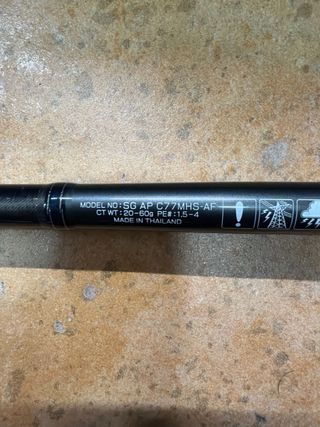 MODEL NO: SG AP C77MHS-AF
CT WT: 20-60g PE#: 1.5-4
MADE IN THAILAND